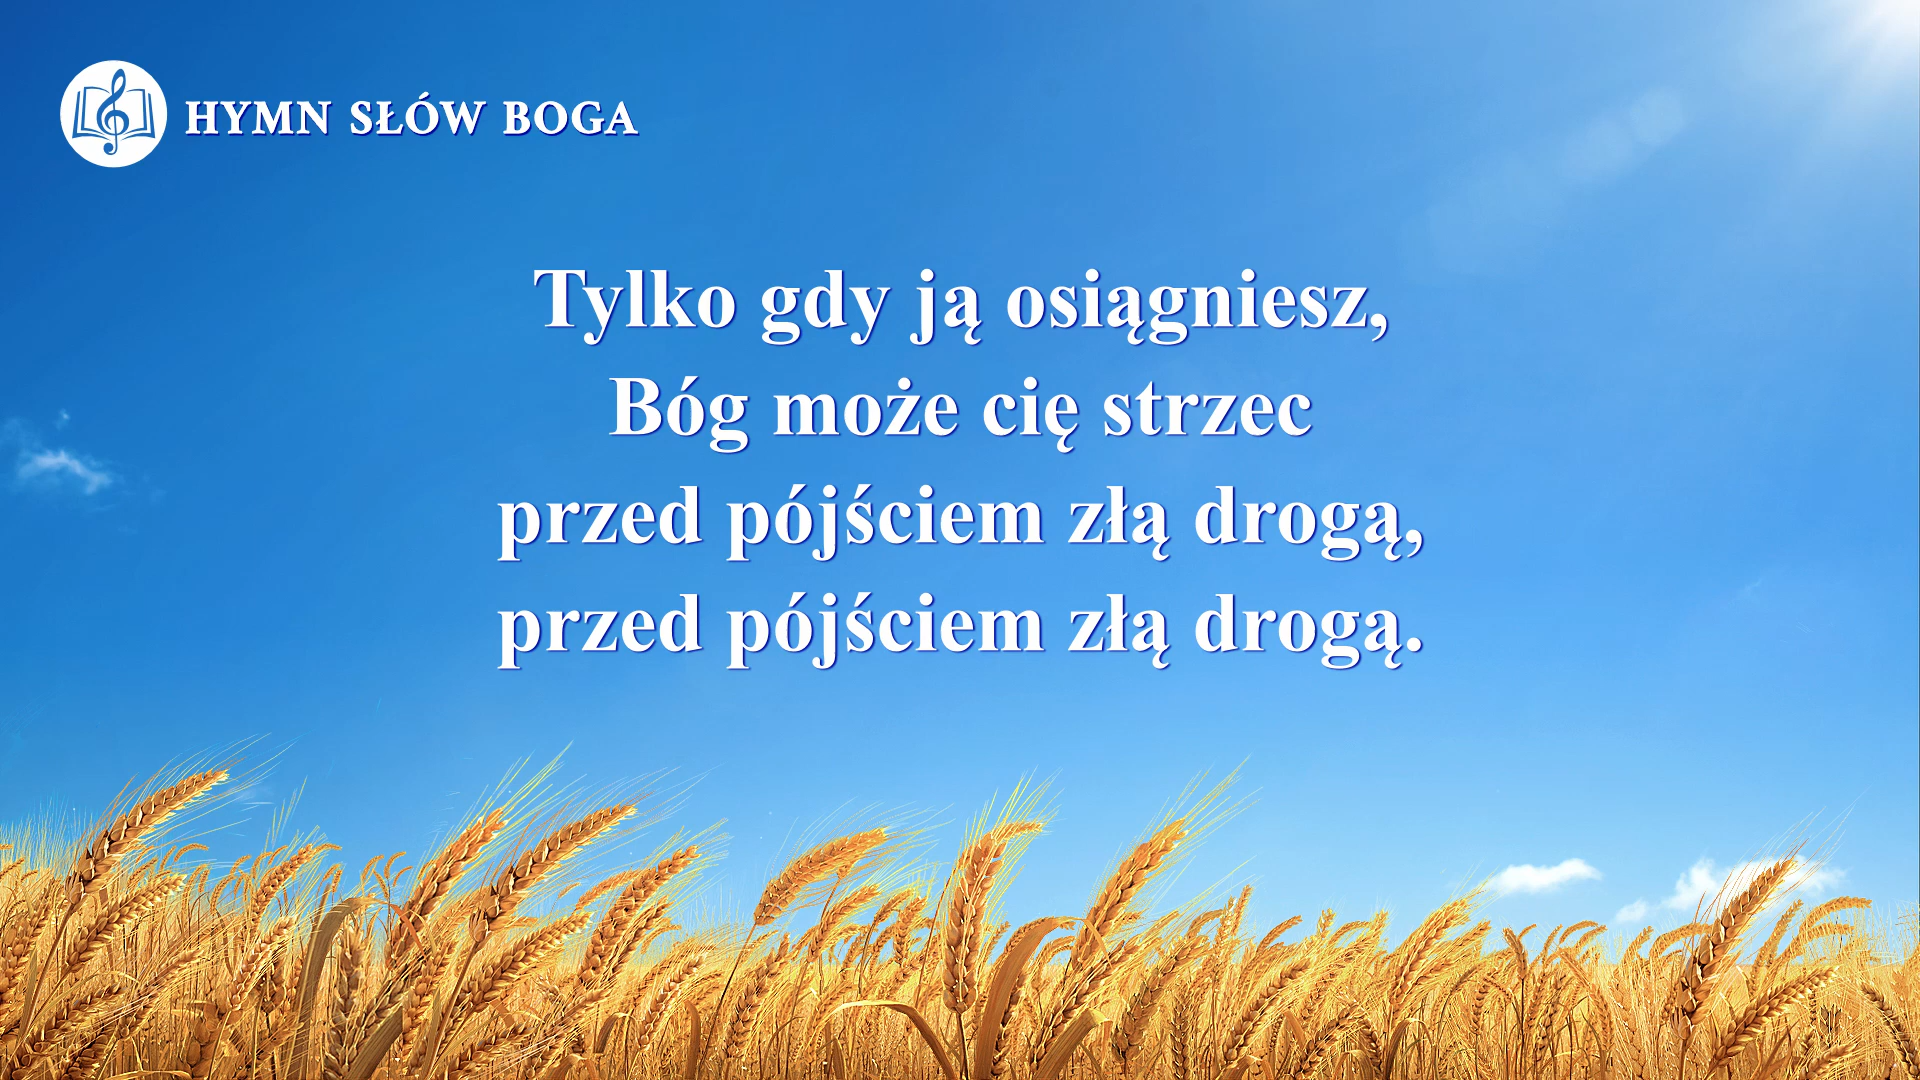 HYMN SŁÓW BOGA
Tylko gdy ją osiągniesz,
Bóg może cię strzec
przed pójściem złą drogą,
przed pójściem złą drogą.